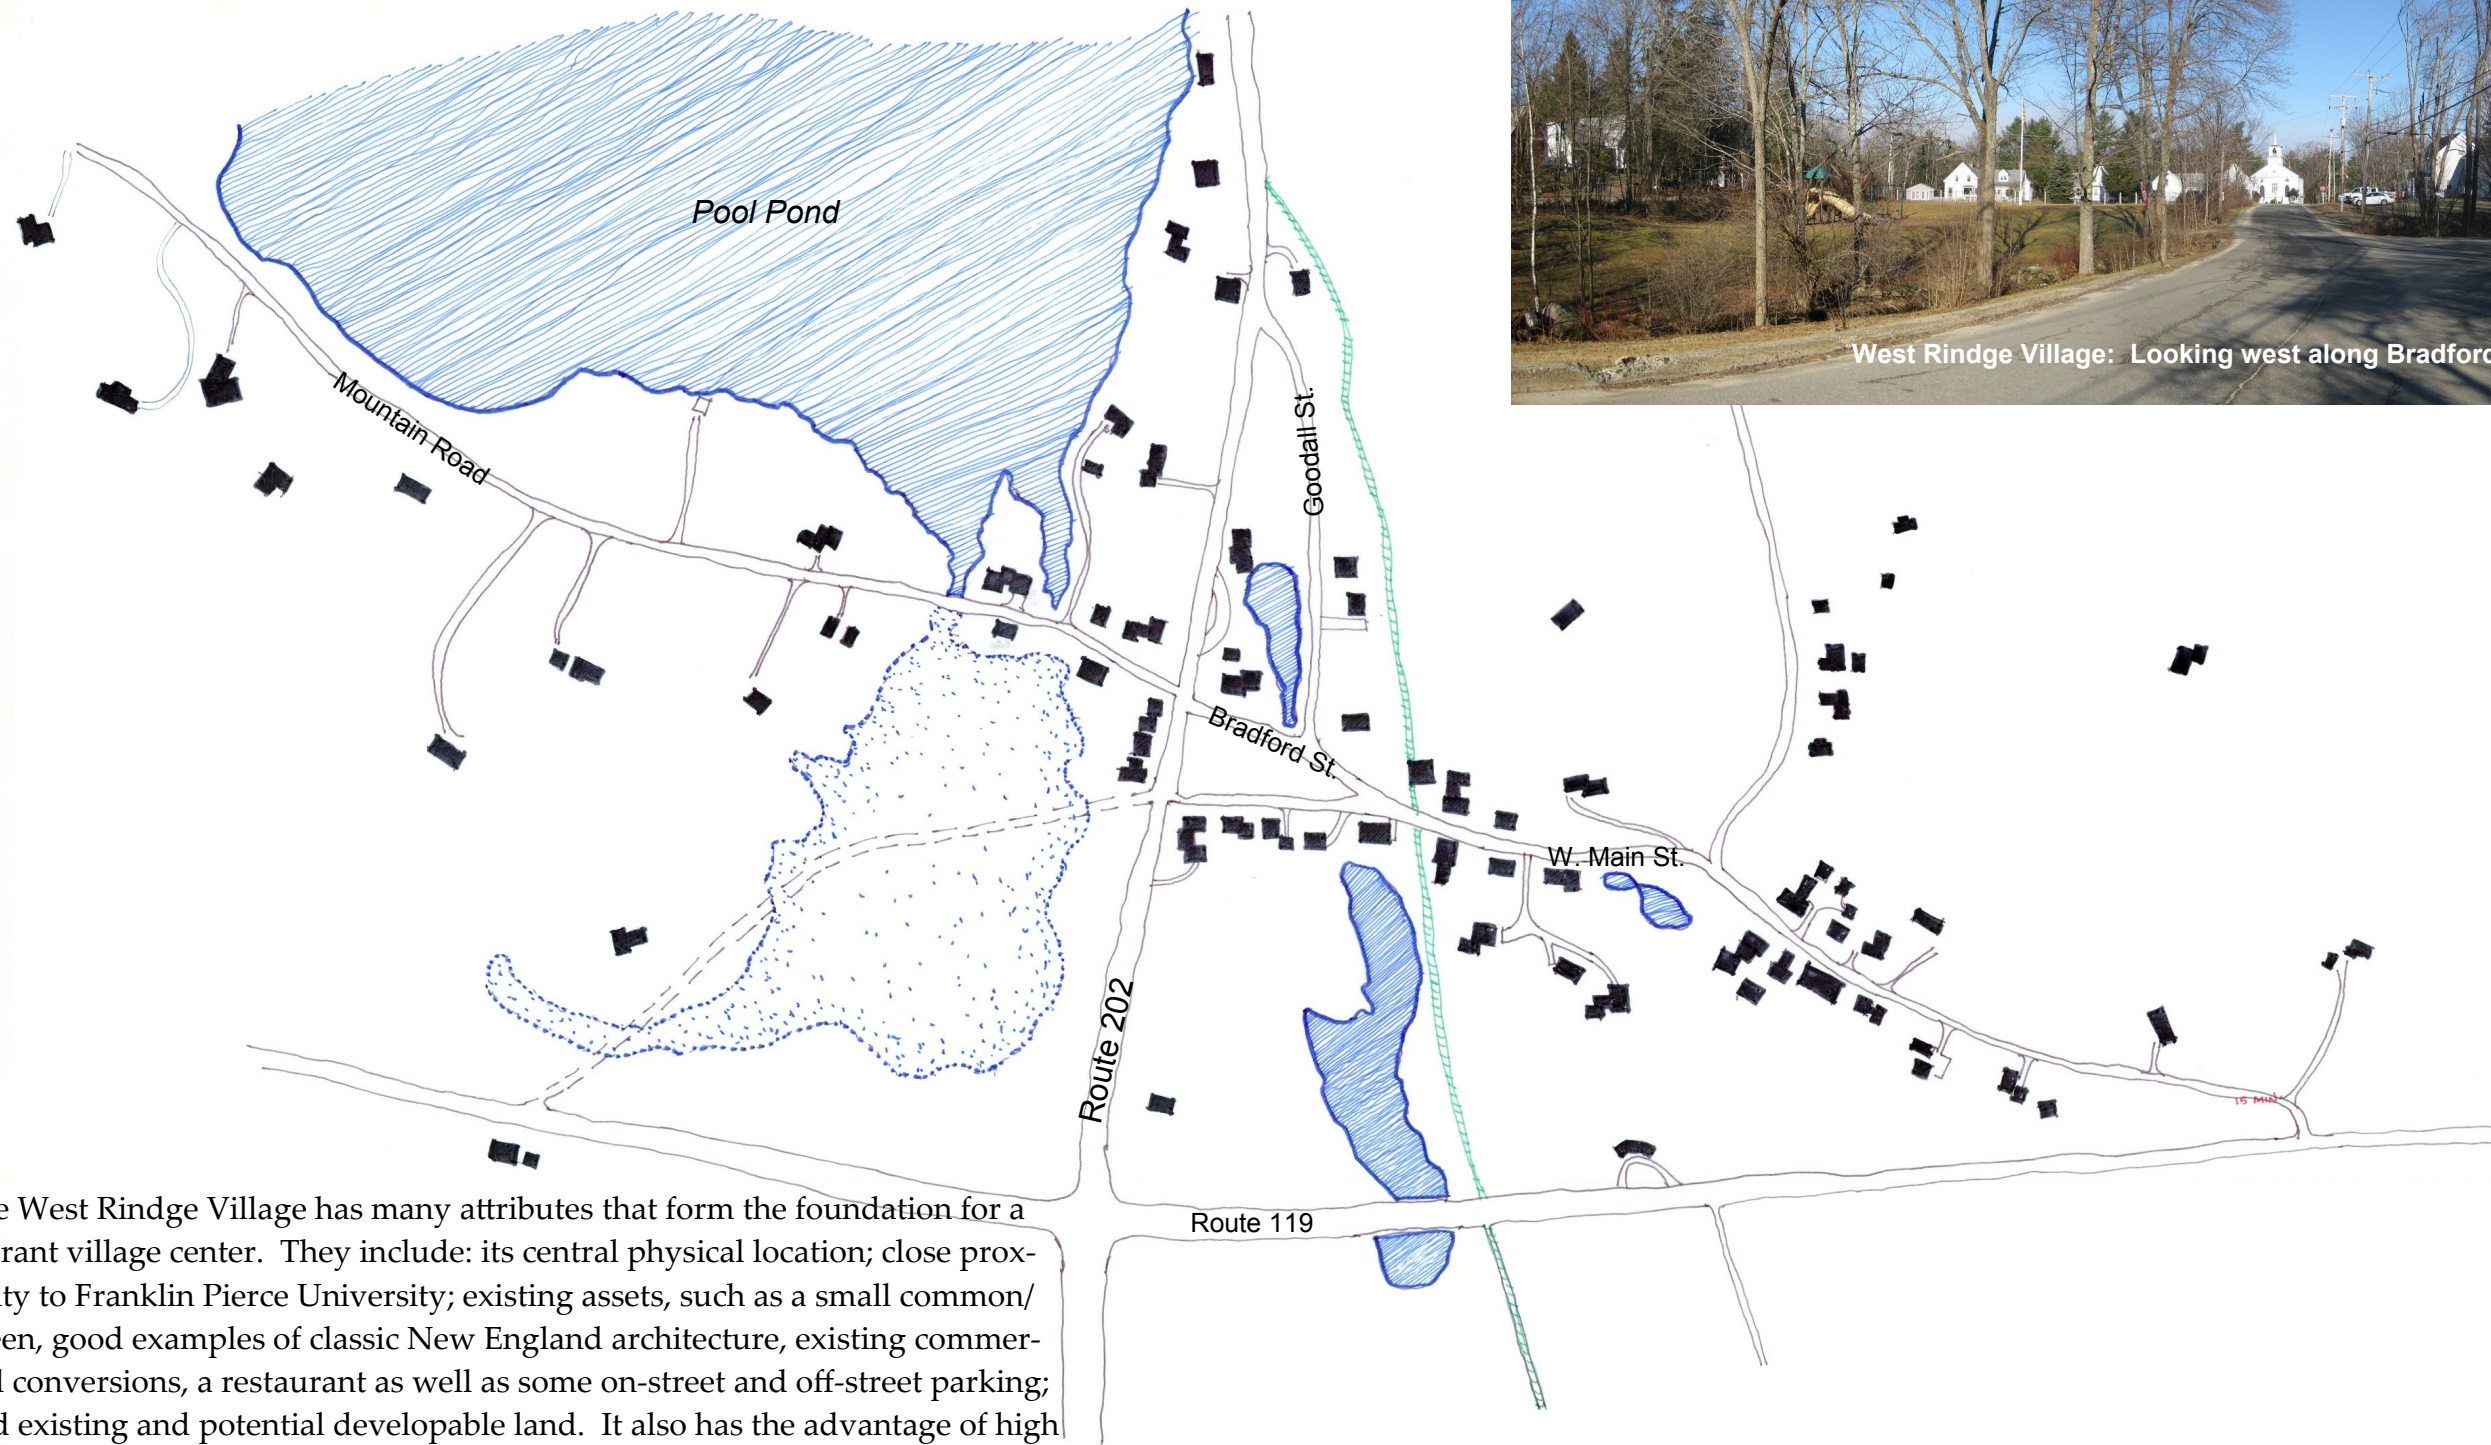 Pool Pond
West Rindge Village:  Looking west along Bradford
Mountain Road
Goodall St.
Bradford St.
W. Main St.
Route 202
15 MIN
Route 119
West Rindge Village has many attributes that form the foundation for a
village center.  They include: its central physical location; close prox-
to Franklin Pierce University; existing assets, such as a small common/
good examples of classic New England architecture, existing commer-
conversions, a restaurant as well as some on-street and off-street parking;
existing and potential developable land.  It also has the advantage of high